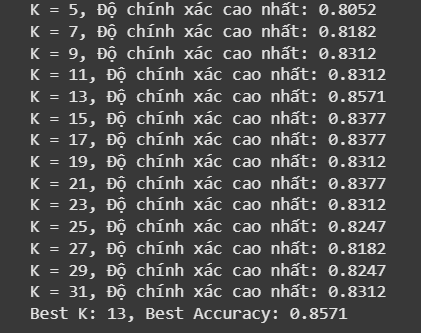 K = 5, Độ chính xác cao nhất: 0.8052
K = 7, Độ chính xác cao nhất: 0.8182
K = 9, Độ chính xác cao nhất: 0.8312
K = 11, Độ chính xác cao nhất: 0.8312
K = 13, Độ chính xác cao nhất: 0.8571
K = 15, Độ chính xác cao nhất: 0.8377
K = 17, Độ chính xác cao nhất: 0.8377
K = 19, Độ chính xác cao nhất: 0.8312
K = 21, Độ chính xác cao nhất: 0.8377
K = 23, Độ chính xác cao nhất: 0.8312
K = 25, Độ chính xác cao nhất: 0.8247
K = 27, Độ chính xác cao nhất: 0.8182
K = 29, Độ chính xác cao nhất: 0.8247
K = 31, Độ chính xác cao nhất: 0.8312
Best K: 13, Best Accuracy: 0.8571